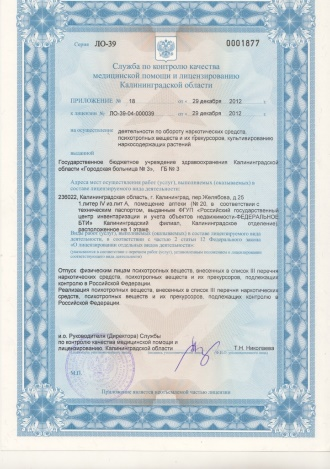 Серия ЛО-39
0001877
Служба по контролю качества
медицинской помощи и лицензированию
Калининградской области
ПРИЛОЖЕНИЕ № 18 от « 29 декабря 2012 »
к лицензии № ЛО-39-04-000039 от « 29 декабря 2012 »
на осуществление деятельности по обороту наркотических средств,
психотропных веществ и их прекурсоров, культивированию
наркосодержащих растений
Государственное бюджетное учреждение здравоохранения Калининградской
области «Городская больница № 3», ГБ № 3
Адреса мест осуществления работ (услуг), выполняемых (оказываемых) в
составе лицензируемого вида деятельности
236022, Калининградская область, г. Калининград, пер.Желябова, д.25
1.литер IV из лит.А, помещение аптеки (№ 20, в соответствии с
техническим паспортом, выданным ФГУП «Российский государственный
центр инвентаризации и учета объектов недвижимости-ФЕДЕРАЛЬНОЕ
БТИ» Калининградский филиал, Калининградское отделение),
расположенное на 1 этаже.
Виды работ (услуг), выполняемых (оказываемых) в составе лицензируемого вида
деятельности, в соответствии с частью 2 статьи 12 Федерального закона
«О лицензировании отдельных видов деятельности»
Отпуск физическим лицам психотропных веществ, внесенных в список III перечня
наркотических средств, психотропных веществ и их прекурсоров, подлежащих
контролю в Российской Федерации.
Реализация психотропных веществ, внесенных в список III перечня наркотических
средств, психотропных веществ и их прекурсоров, подлежащих контролю в
Российской Федерации.
и.о. Руководителя (Директора) Службы
по контролю качества медицинской помощи и
лицензированию Калининградской области Т.Н. Николаева
М.П.
Приложение является неотъемлемой частью лицензии